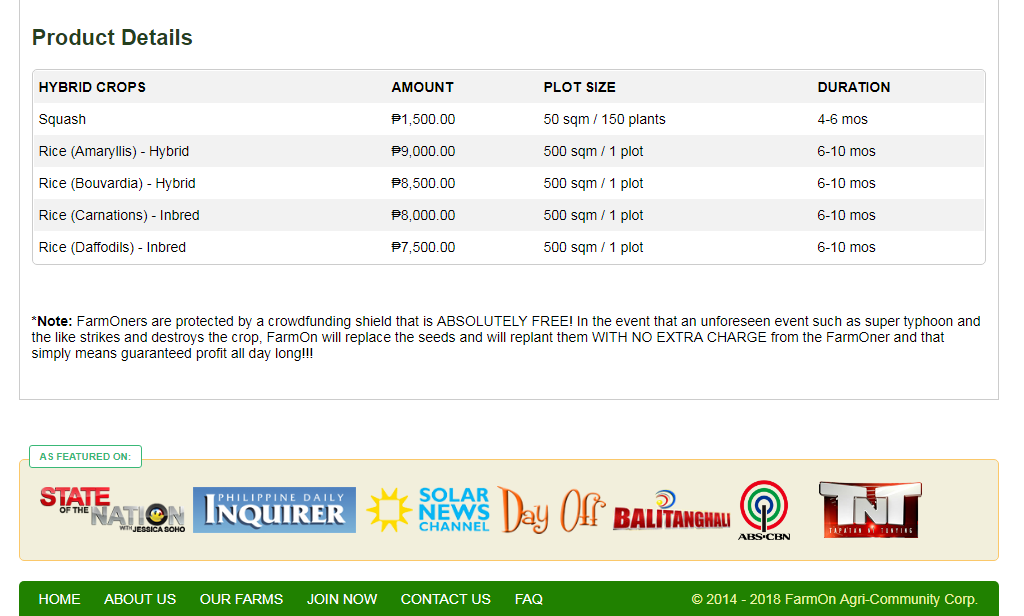 Product Details
HYBRID CROPS AMOUNT PLOT SIZE DURATION
Squash ₱1,500.00 50 sqm / 150 plants 4-6 mos
Rice (Amaryllis) - Hybrid ₱9,000.00 500 sqm / 1 plot 6-10 mos
Rice (Bouvardia) - Hybrid ₱8,500.00 500 sqm / 1 plot 6-10 mos
Rice (Carnations) - Inbred ₱8,000.00 500 sqm / 1 plot 6-10 mos
Rice (Daffodils) - Inbred ₱7,500.00 500 sqm / 1 plot 6-10 mos
*Note: FarmOners are protected by a crowdfunding shield that is ABSOLUTELY FREE! In the event that an unforeseen event such as super typhoon and
the like strikes and destroys the crop, FarmOn will replace the seeds and will replant them WITH NO EXTRA CHARGE from the FarmOner and that
simply means guaranteed profit all day long!!!
AS FEATURED ON:
STATE
OF THE
NATION
WITH JESSICA SOHO
PHILIPPINE DAILY
INQUIRER
SOLAR
NEWS
CHANNEL
Day Off
BALITANGHALI
ABS-CBN
TNT
TAPATAN NI TUNYING
HOME ABOUT US OUR FARMS JOIN NOW CONTACT US FAQ © 2014 - 2018 FarmOn Agri-Community Corp.